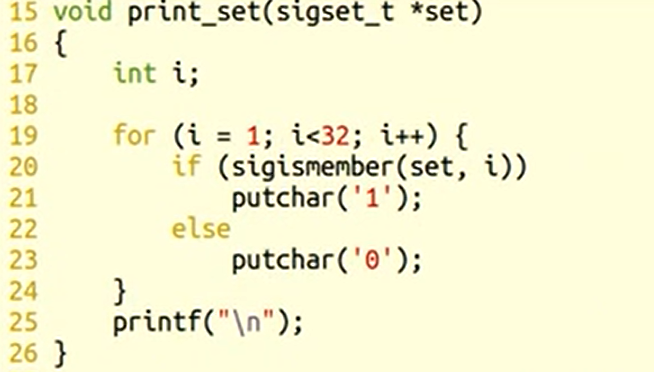 15 void print_set(sigset_t *set)
16 {
17     int i;
18
19     for (i = 1; i<32; i++) {
20         if (sigismember(set, i))
21             putchar('1');
22         else
23             putchar('0');
24     }
25     printf("\n");
26 }